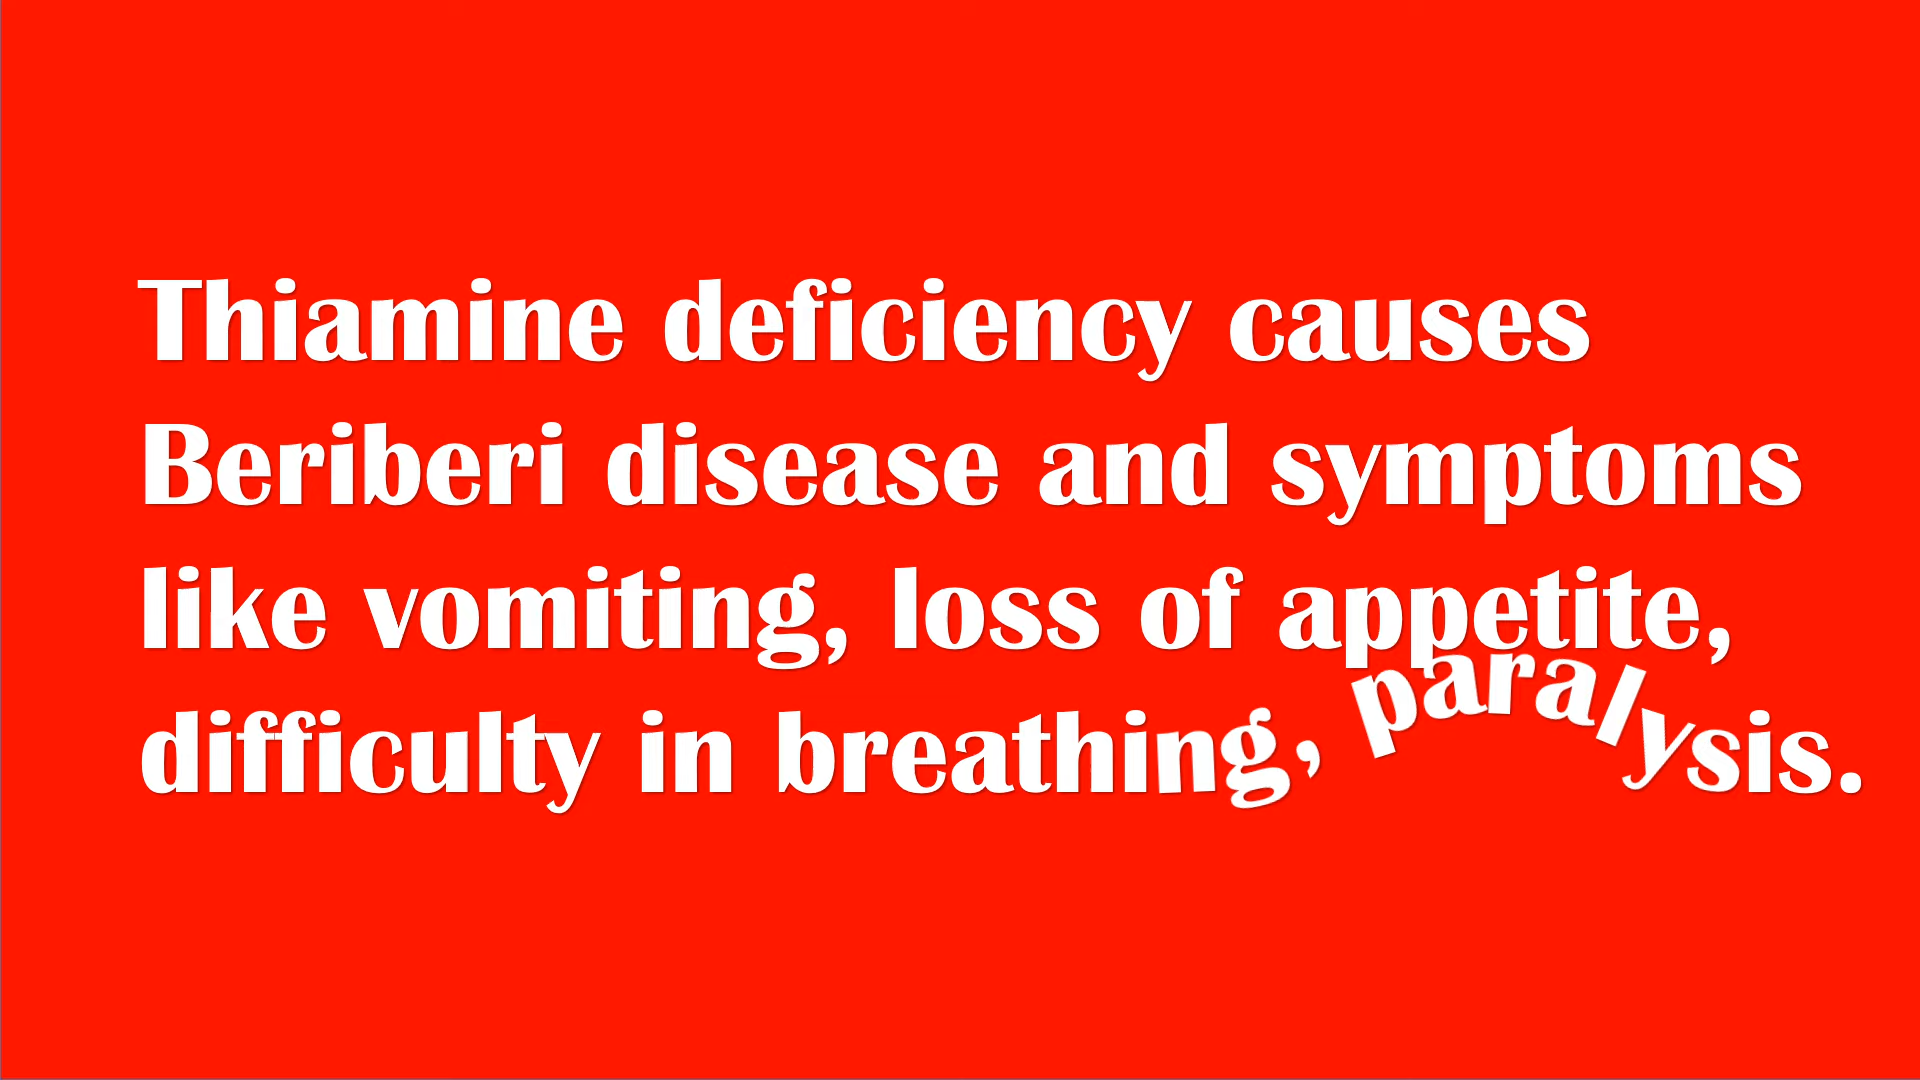 Thiamine deficiency causes
Beriberi disease and symptoms
like vomiting, loss of appetite,
difficulty in breathing, paralysis.